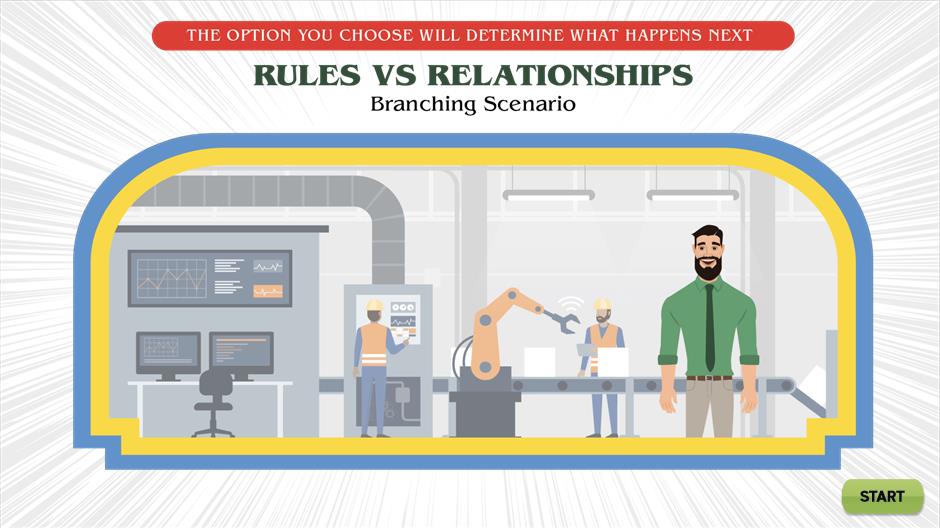 THE OPTION YOU CHOOSE WILL DETERMINE WHAT HAPPENS NEXT
RULES VS RELATIONSHIPS
Branching Scenario
START